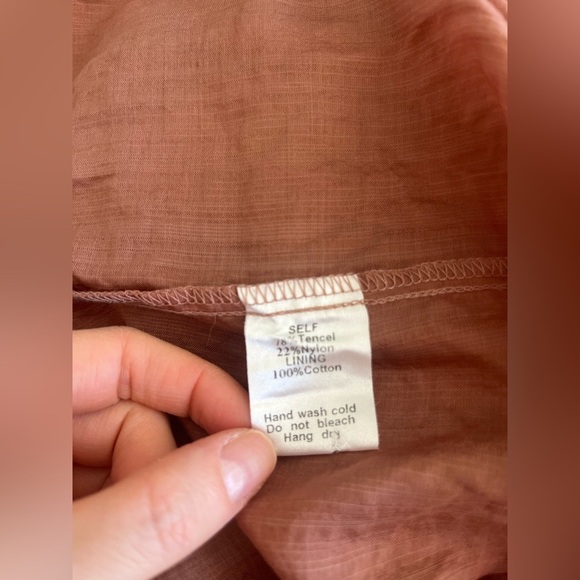 SELF
78%Tencel
22%Nylon
LINING
100%Cotton
Hand wash cold
Do not bleach
Hang dry